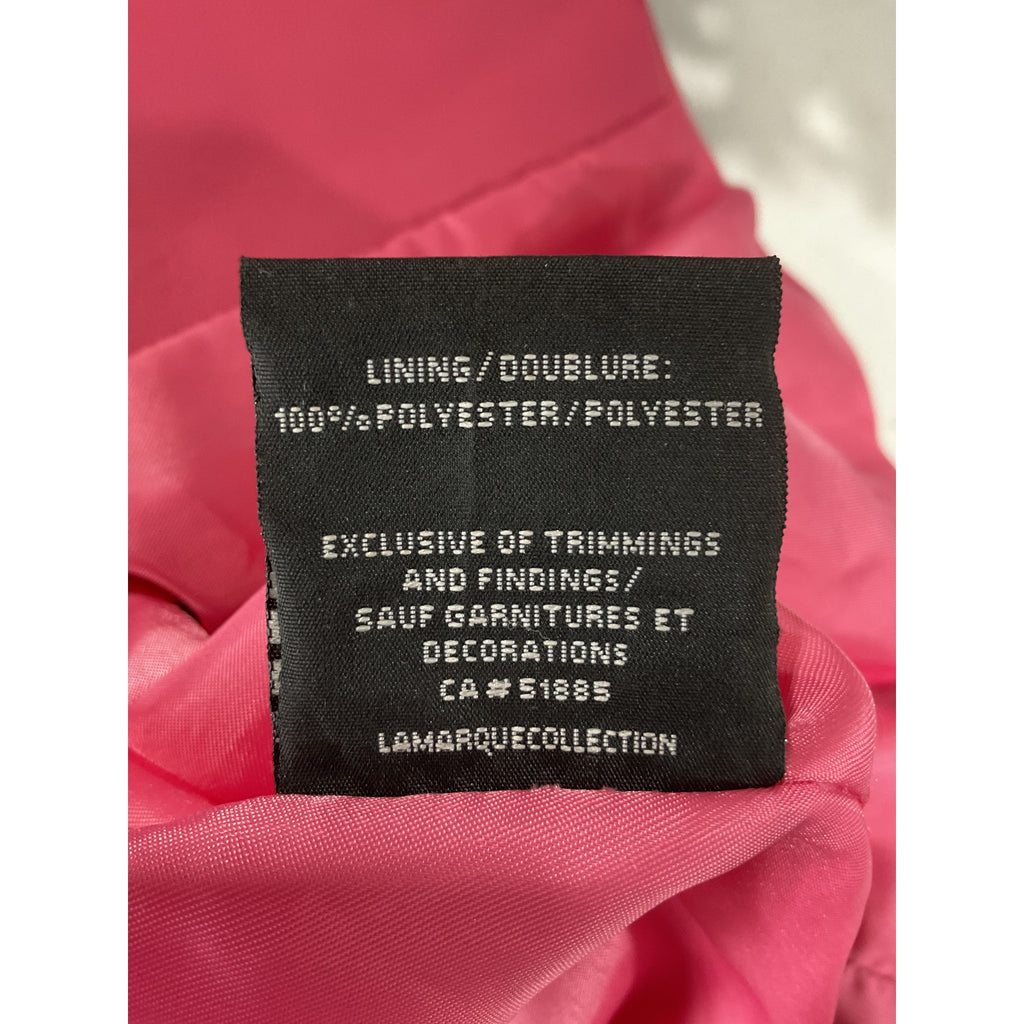 LINING/DOUBLURE:
100% POLYESTER/POLYESTER
EXCLUSIVE OF TRIMMINGS
AND FINDINGS/
SAUF GARNITURES ET
DECORATIONS
CA # 51885
LAMARQUECOLLECTION